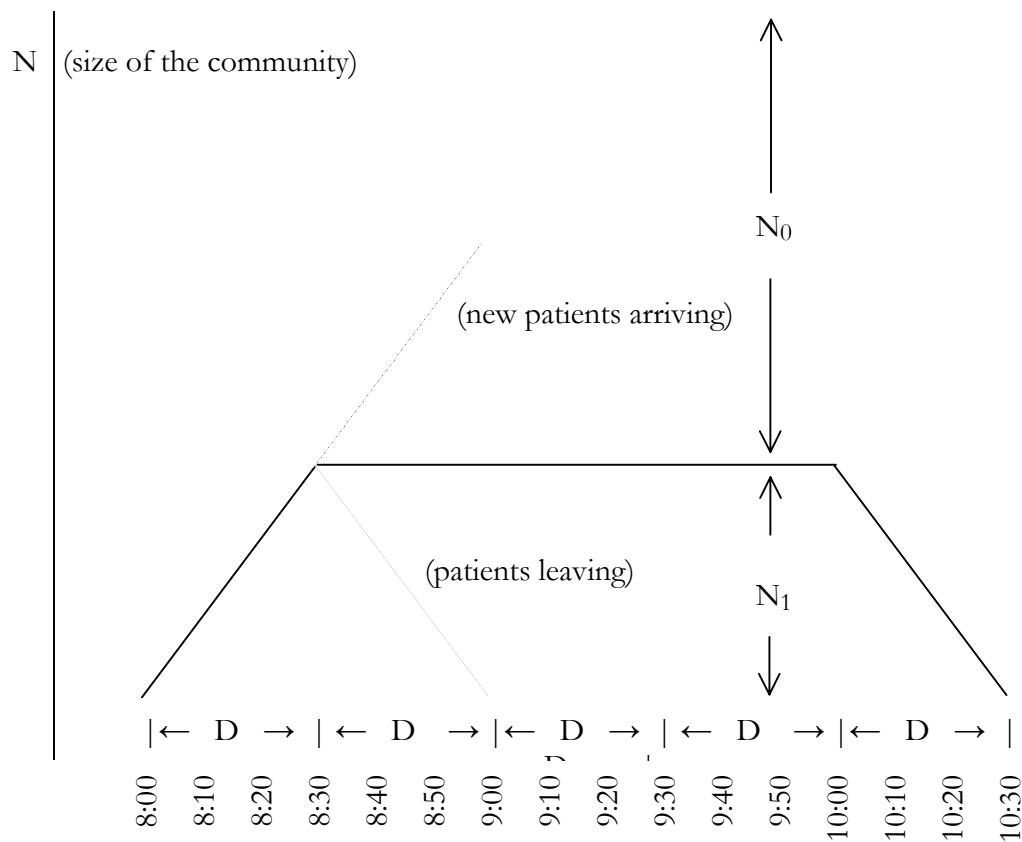 N (size of the community)
N₀
(new patients arriving)
(patients leaving)
N₁
|← D → |← D → |← D → |← D → |← D → |
8:00 8:10 8:20 8:30 8:40 8:50 9:00 9:10 9:20 9:30 9:40 9:50 10:00 10:10 10:20 10:30